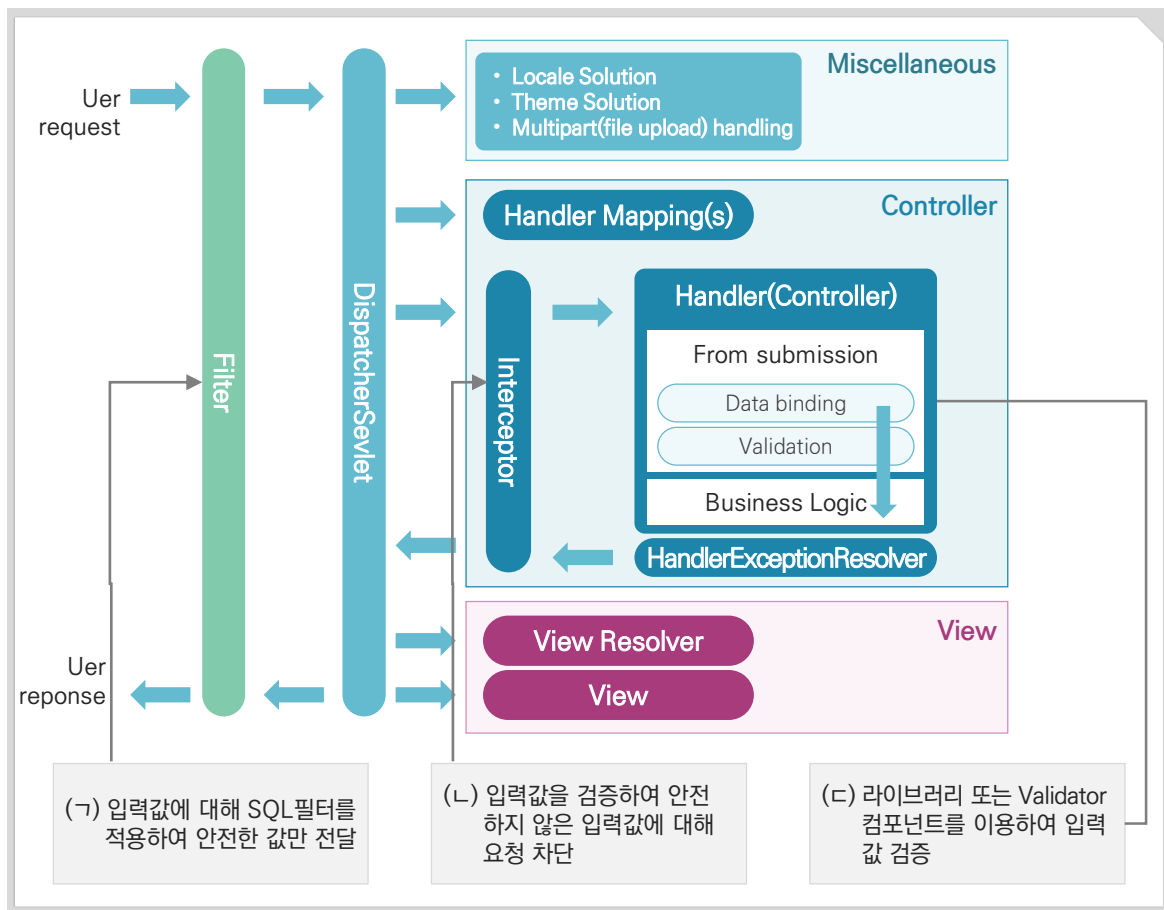 Miscellaneous
• Locale Solution
• Theme Solution
• Multipart(file upload) handling
Uer
request
Controller
Handler Mapping(s)
Filter
DispatcherSevlet
Interceptor
Handler(Controller)
From submission
Data binding
Validation
Business Logic
HandlerExceptionResolver
View
View Resolver
View
Uer
reponse
(ㄱ) 입력값에 대해 SQL필터를
적용하여 안전한 값만 전달
(ㄴ) 입력값을 검증하여 안전
하지 않은 입력값에 대해
요청 차단
(ㄷ) 라이브러리 또는 Validator
컴포넌트를 이용하여 입력
값 검증